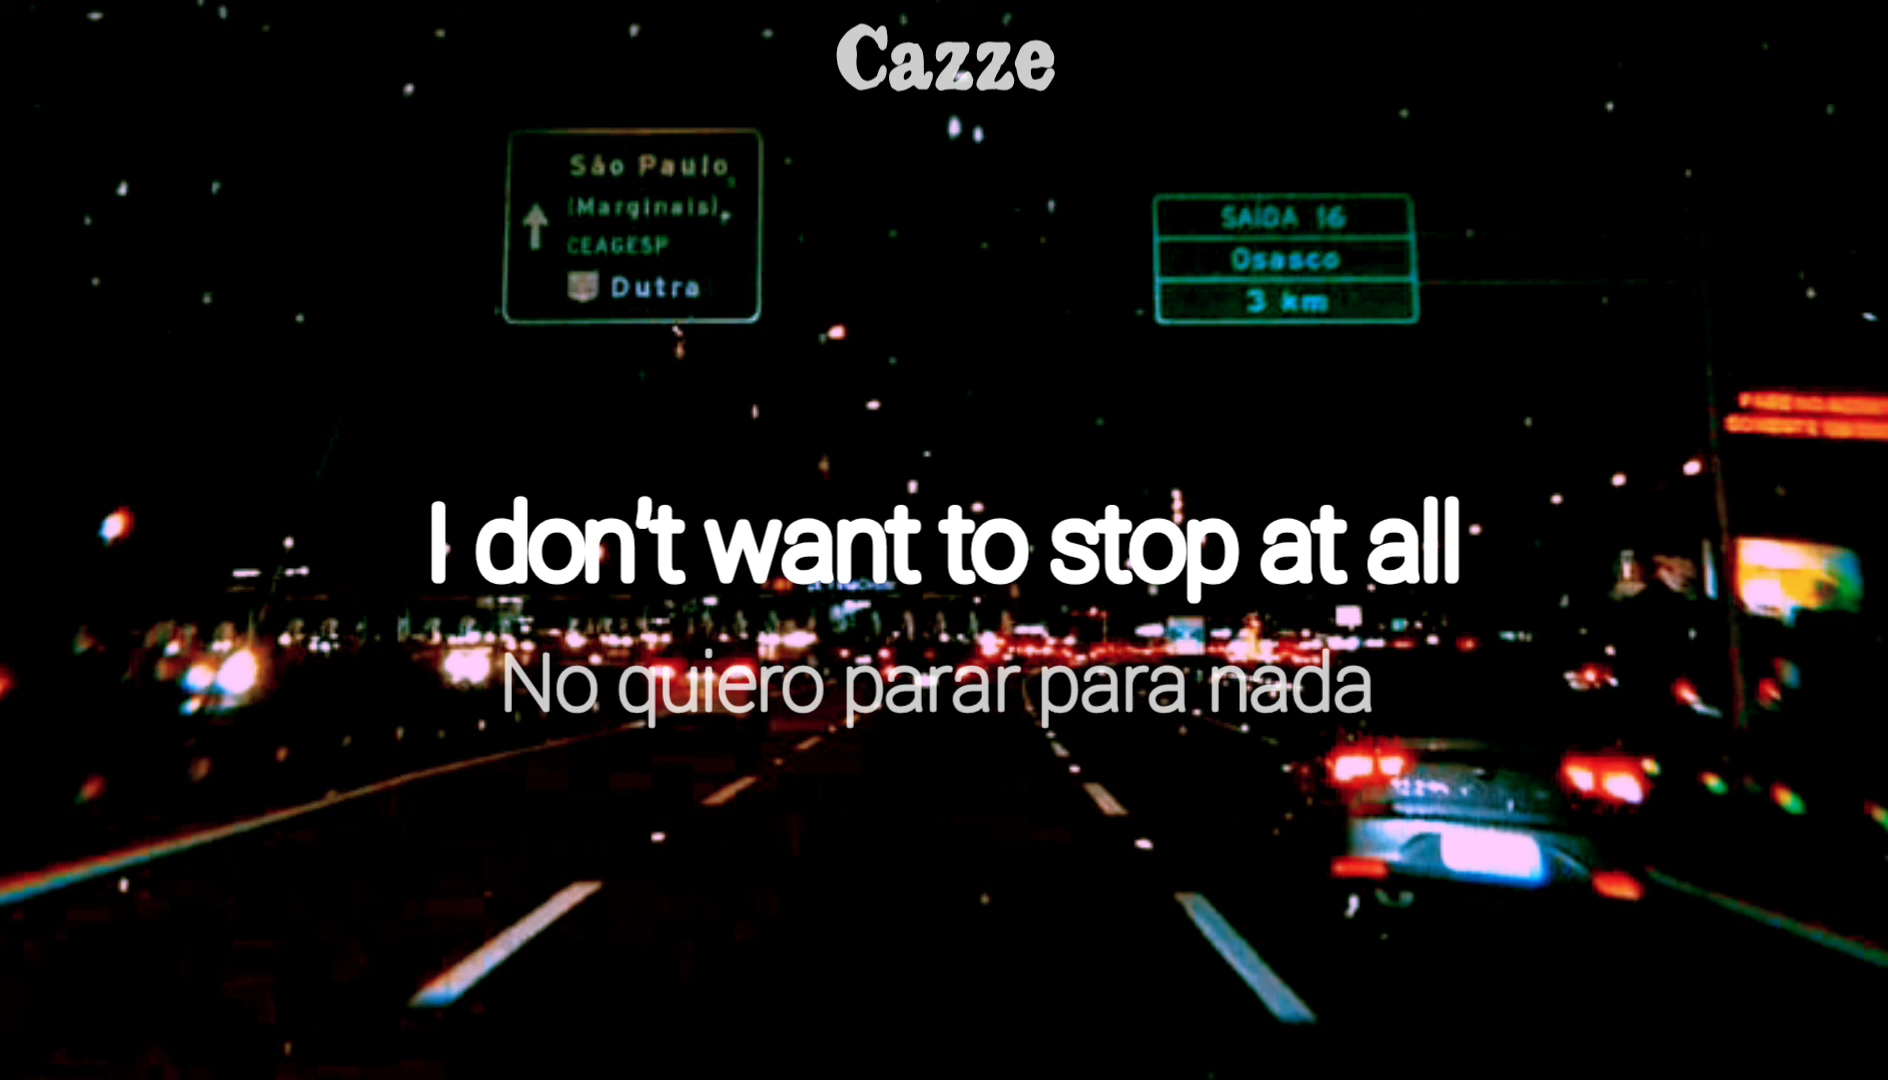 Cazze
São Paulo
(Marginais)
CEAGESP
Dutra
SAÍDA 16
Osasco
3 km
I don't want to stop at all
No quiero parar para nada